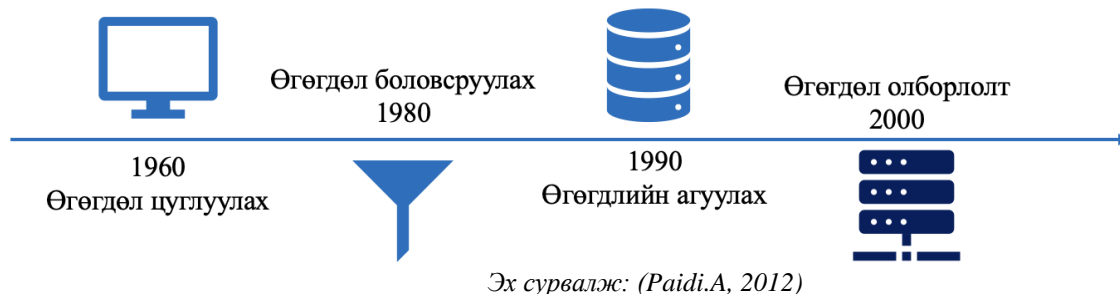 Өгөгдөл боловсруулах
1980
Өгөгдөл олборлолт
2000
1960
Өгөгдөл цуглуулах
1990
Өгөгдлийн агуулах
Эх сурвалж: (Paidi.A, 2012)